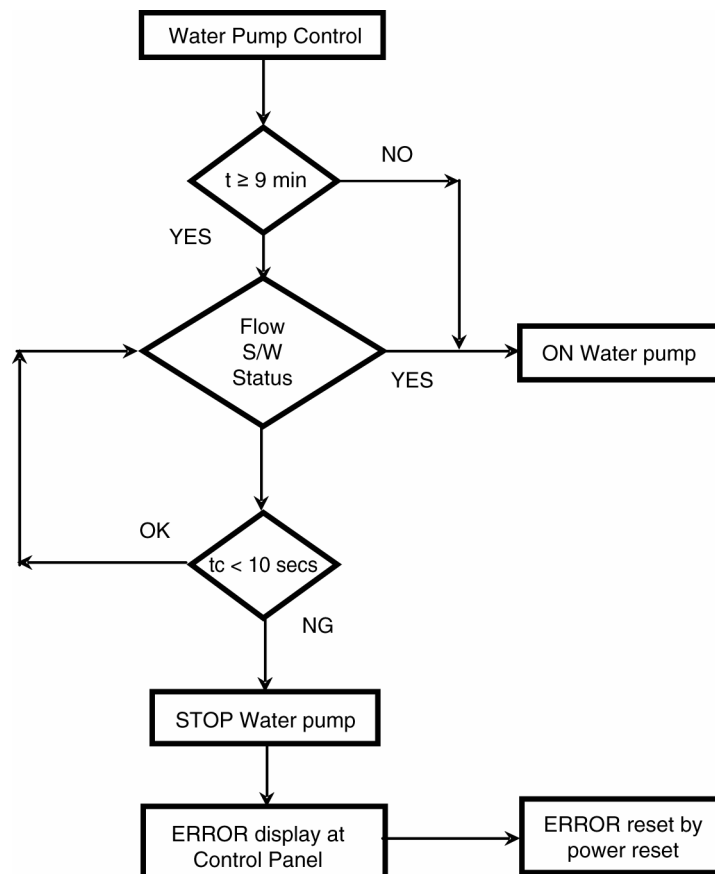 Water Pump Control
t ≥ 9 min
NO
YES
Flow
S/W
Status
YES
ON Water pump
OK
tc < 10 secs
NG
STOP Water pump
ERROR display at
Control Panel
ERROR reset by
power reset